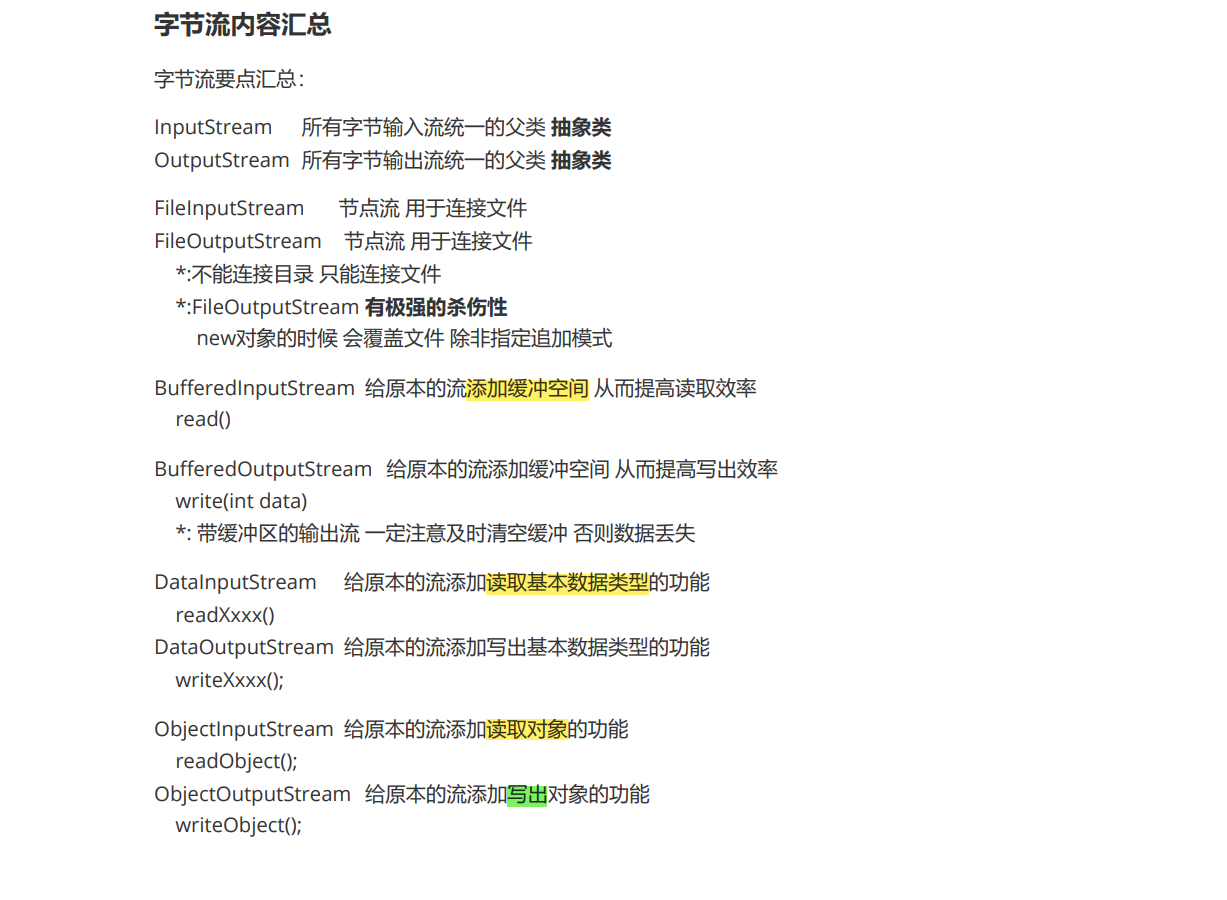 字节流内容汇总
字节流要点汇总：
InputStream 所有字节输入流统一的父类 抽象类
OutputStream 所有字节输出流统一的父类 抽象类
FileInputStream 节点流 用于连接文件
FileOutputStream 节点流 用于连接文件
*:不能连接目录 只能连接文件
*:FileOutputStream 有极强的杀伤性
new对象的时候 会覆盖文件 除非指定追加模式
BufferedInputStream 给原本的流添加缓冲空间 从而提高读取效率
read()
BufferedOutputStream 给原本的流添加缓冲空间 从而提高写出效率
write(int data)
*: 带缓冲区的输出流 一定注意及时清空缓冲 否则数据丢失
DataInputStream 给原本的流添加读取基本数据类型的功能
readXxxx()
DataOutputStream 给原本的流添加写出基本数据类型的功能
writeXxxx();
ObjectInputStream 给原本的流添加读取对象的功能
readObject();
ObjectOutputStream 给原本的流添加写出对象的功能
writeObject();